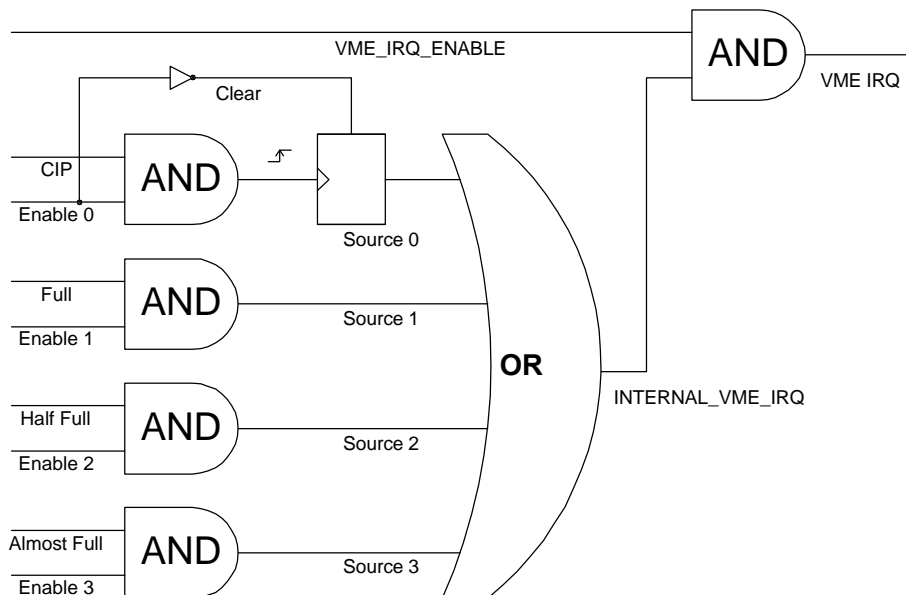 AND
VME_IRQ_ENABLE
VME IRQ
Clear
CIP
AND
Enable 0
Source 0
Full
AND
Source 1
Enable 1
OR
INTERNAL_VME_IRQ
Half Full
AND
Source 2
Enable 2
Almost Full
AND
Source 3
Enable 3